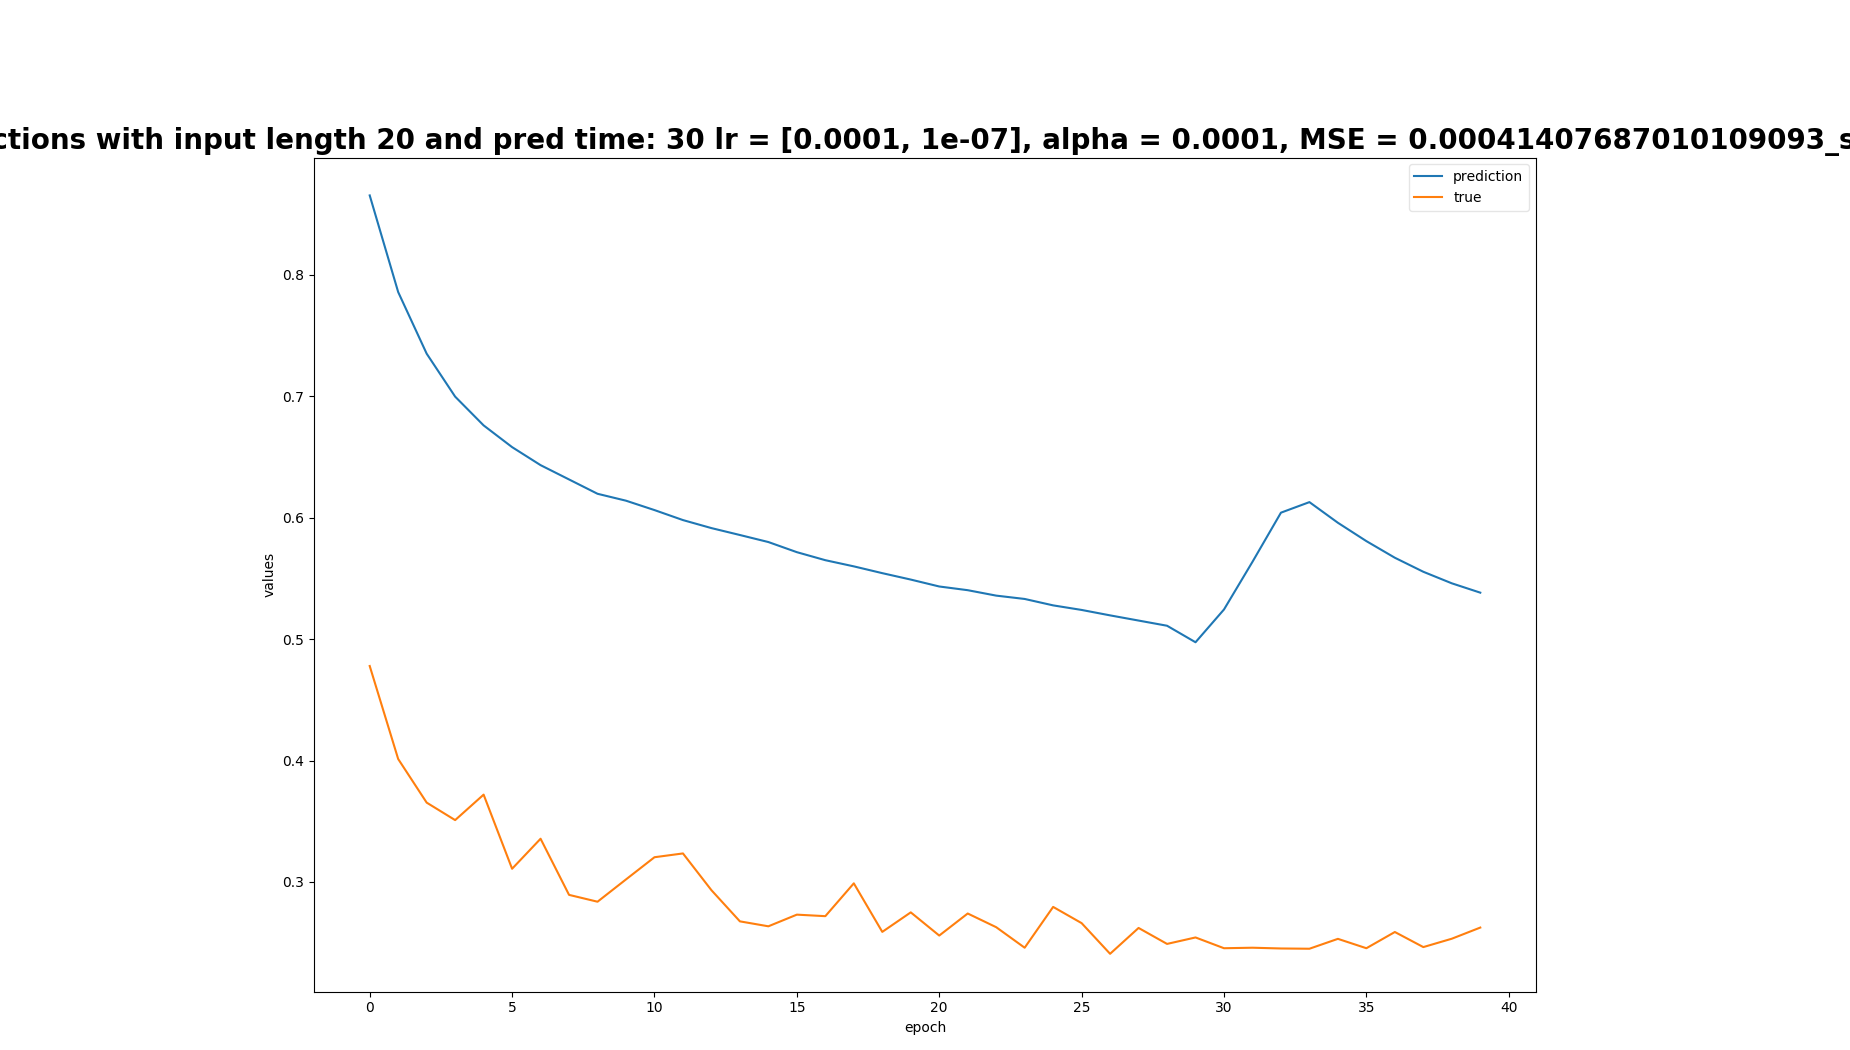 ctions with input length 20 and pred time: 30 lr = [0.0001, 1e-07], alpha = 0.0001, MSE = 0.00041407687010109093_s
prediction
true
0.8
0.7
0.6
0.5
0.4
0.3
values
0 5 10 15 20 25 30 35 40
epoch